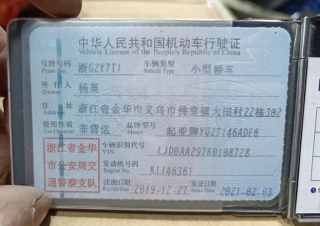 中华人民共和国机动车行驶证
Vehicle License of the People's Republic of China
号牌号码 Plate No. 浙G2Y7T1 车辆类型 Vehicle Type 小型轿车
所有人 Owner 杨英
住址 Address 浙江省金华市义乌市佛堂镇大田村22栋302
使用性质 Use Character 非营运 品牌型号 Model 起亚牌YQZ7146ADE6
浙江省金华
市公安局交
通警察支队
车辆识别代号 VIN LJD0AA297K0108728
发动机号码 Engine No. K1146361
注册日期 Register Date 2019-12-27 发证日期 Issue Date 2021-02-03